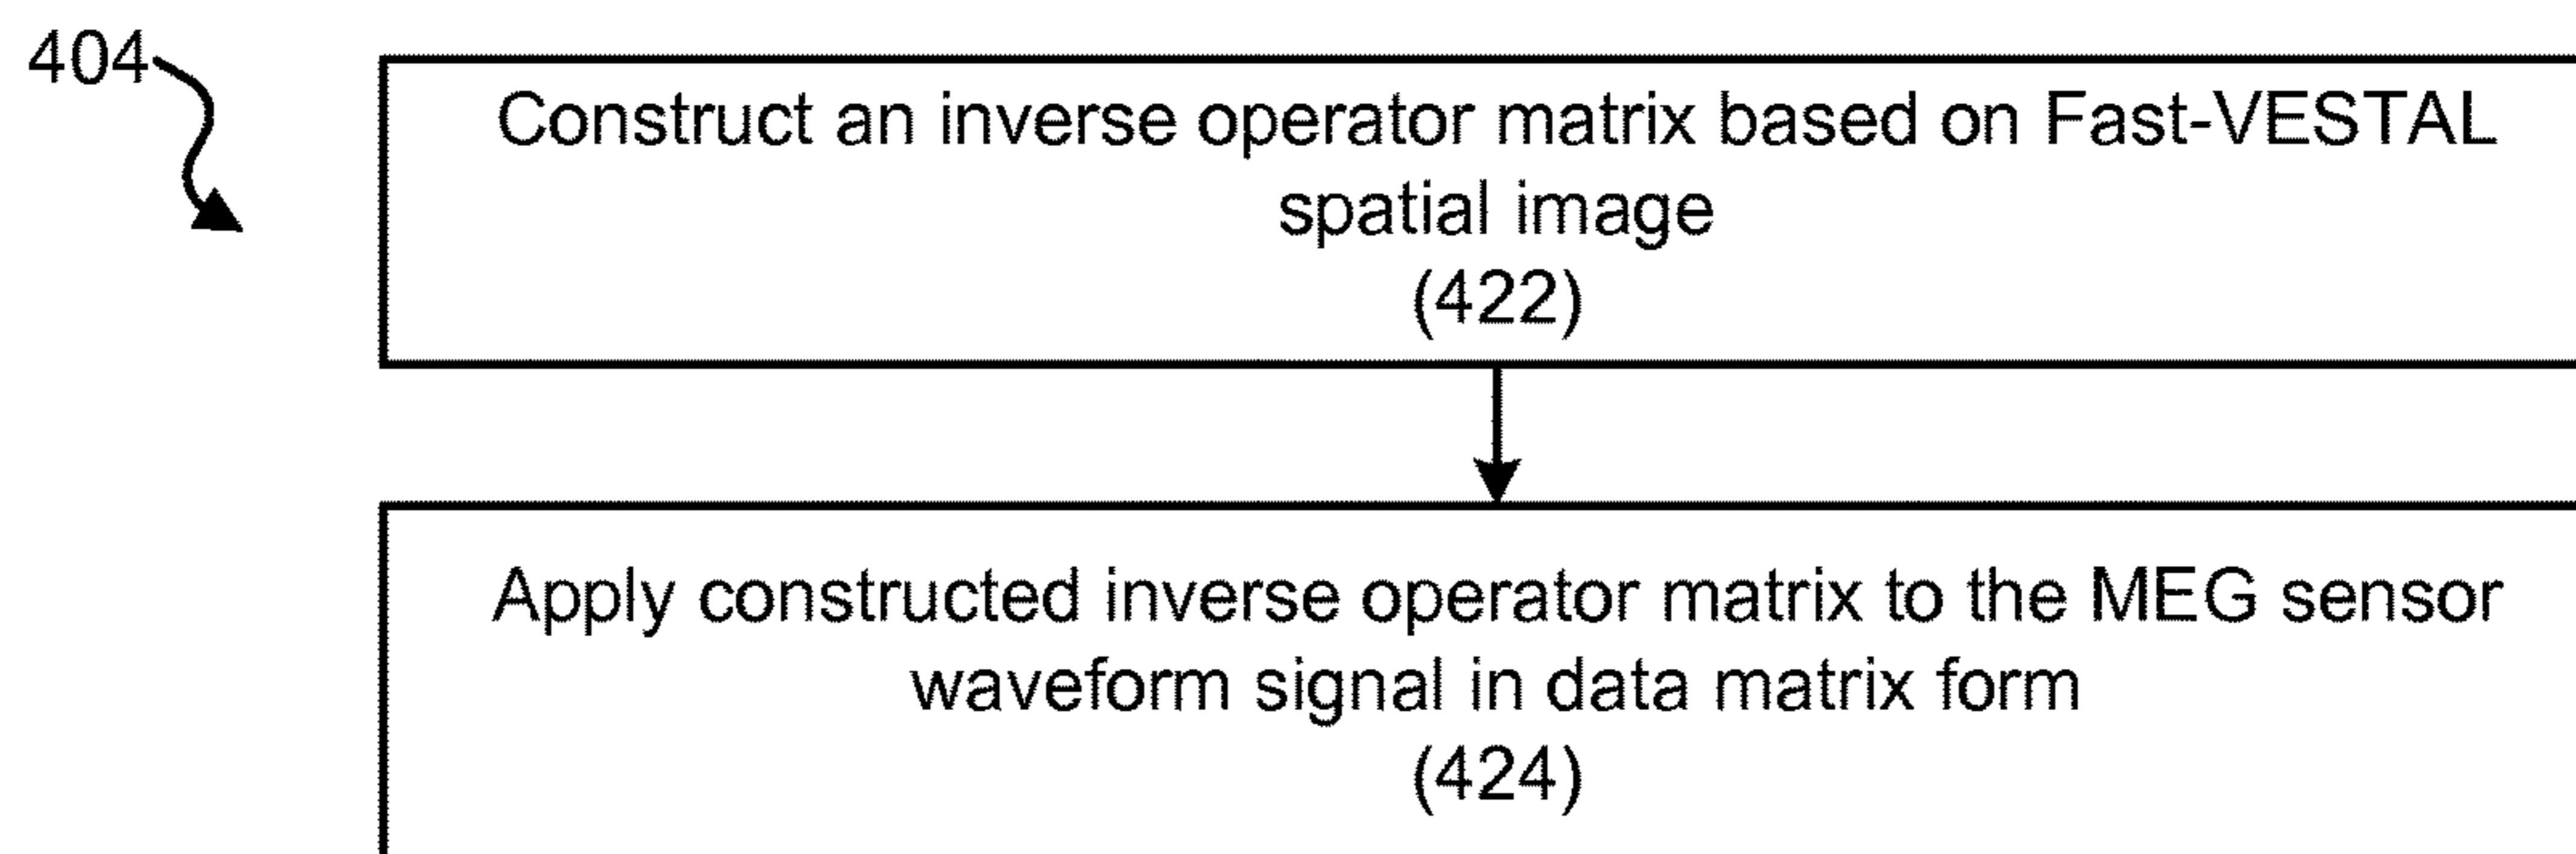 404
Construct an inverse operator matrix based on Fast-VESTAL
spatial image
(422)
Apply constructed inverse operator matrix to the MEG sensor
waveform signal in data matrix form
(424)